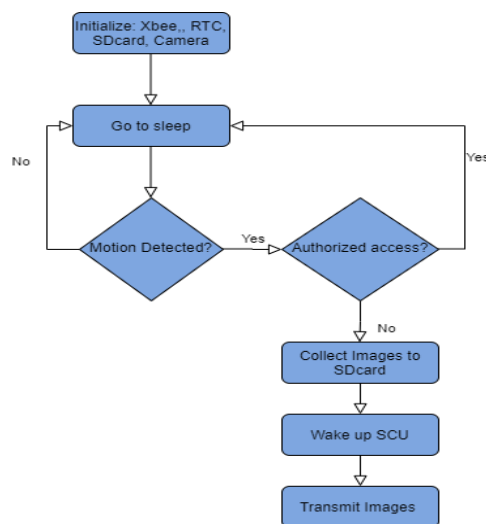 Initialize: Xbee,, RTC,
SDcard, Camera
Go to sleep
No
Yes
Motion Detected?
Yes
Authorized access?
No
Collect Images to
SDcard
Wake up SCU
Transmit Images